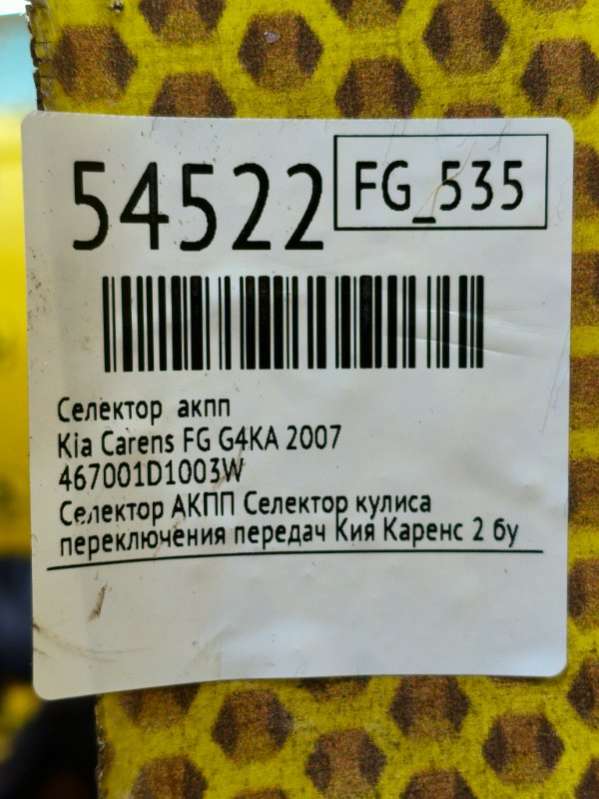 54522
FG_535
Селектор акпп
Kia Carens FG G4KA 2007
467001D1003W
Селектор АКПП Селектор кулиса
переключения передач Кия Каренс 2 бу